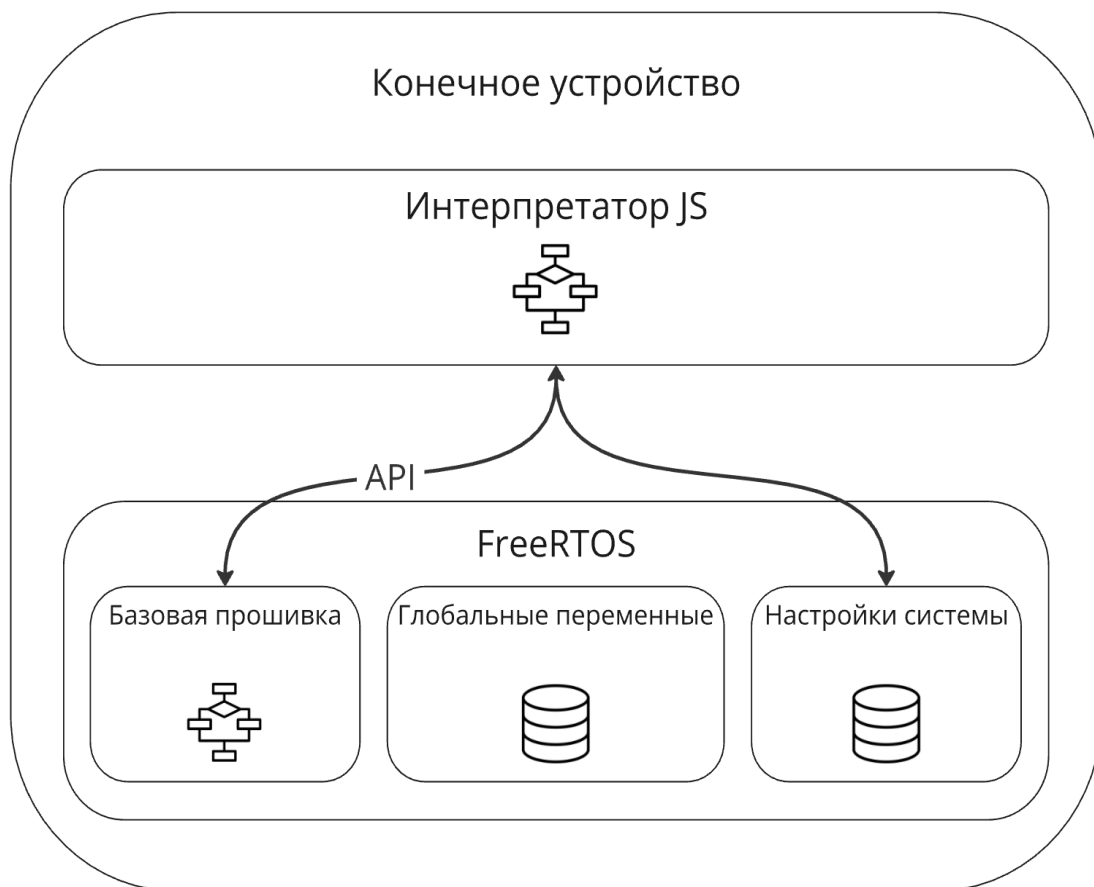 Конечное устройство
Интерпретатор JS
API
FreeRTOS
Базовая прошивка
Глобальные переменные
Настройки системы